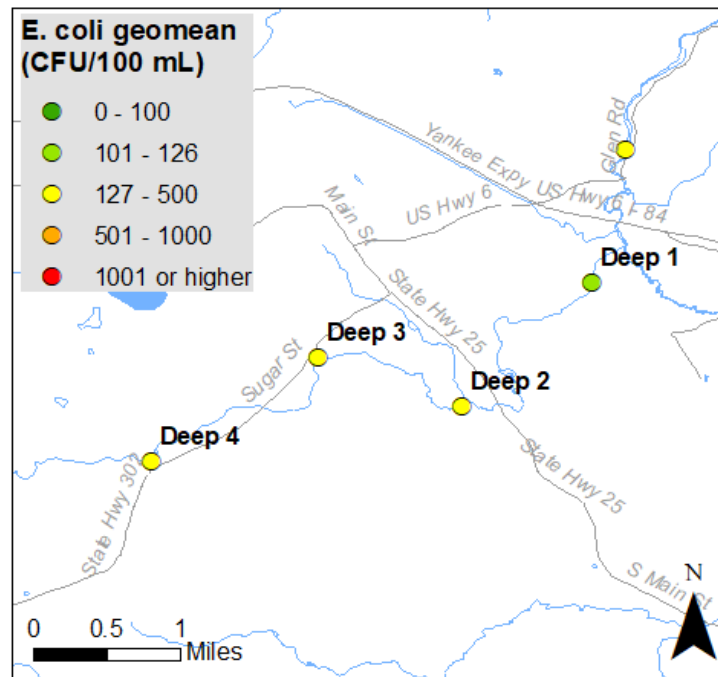 E. coli geomean
(CFU/100 mL)
0 - 100
101 - 126
127 - 500
501 - 1000
1001 or higher
Glen Rd
Yankee Expy US Hwy 6 I - 84
US Hwy 6
Main St
Deep 1
State Hwy 25
Deep 3
Sugar St
Deep 2
Deep 4
State Hwy 302
State Hwy 25
S Main St
N
0 0.5 1
Miles